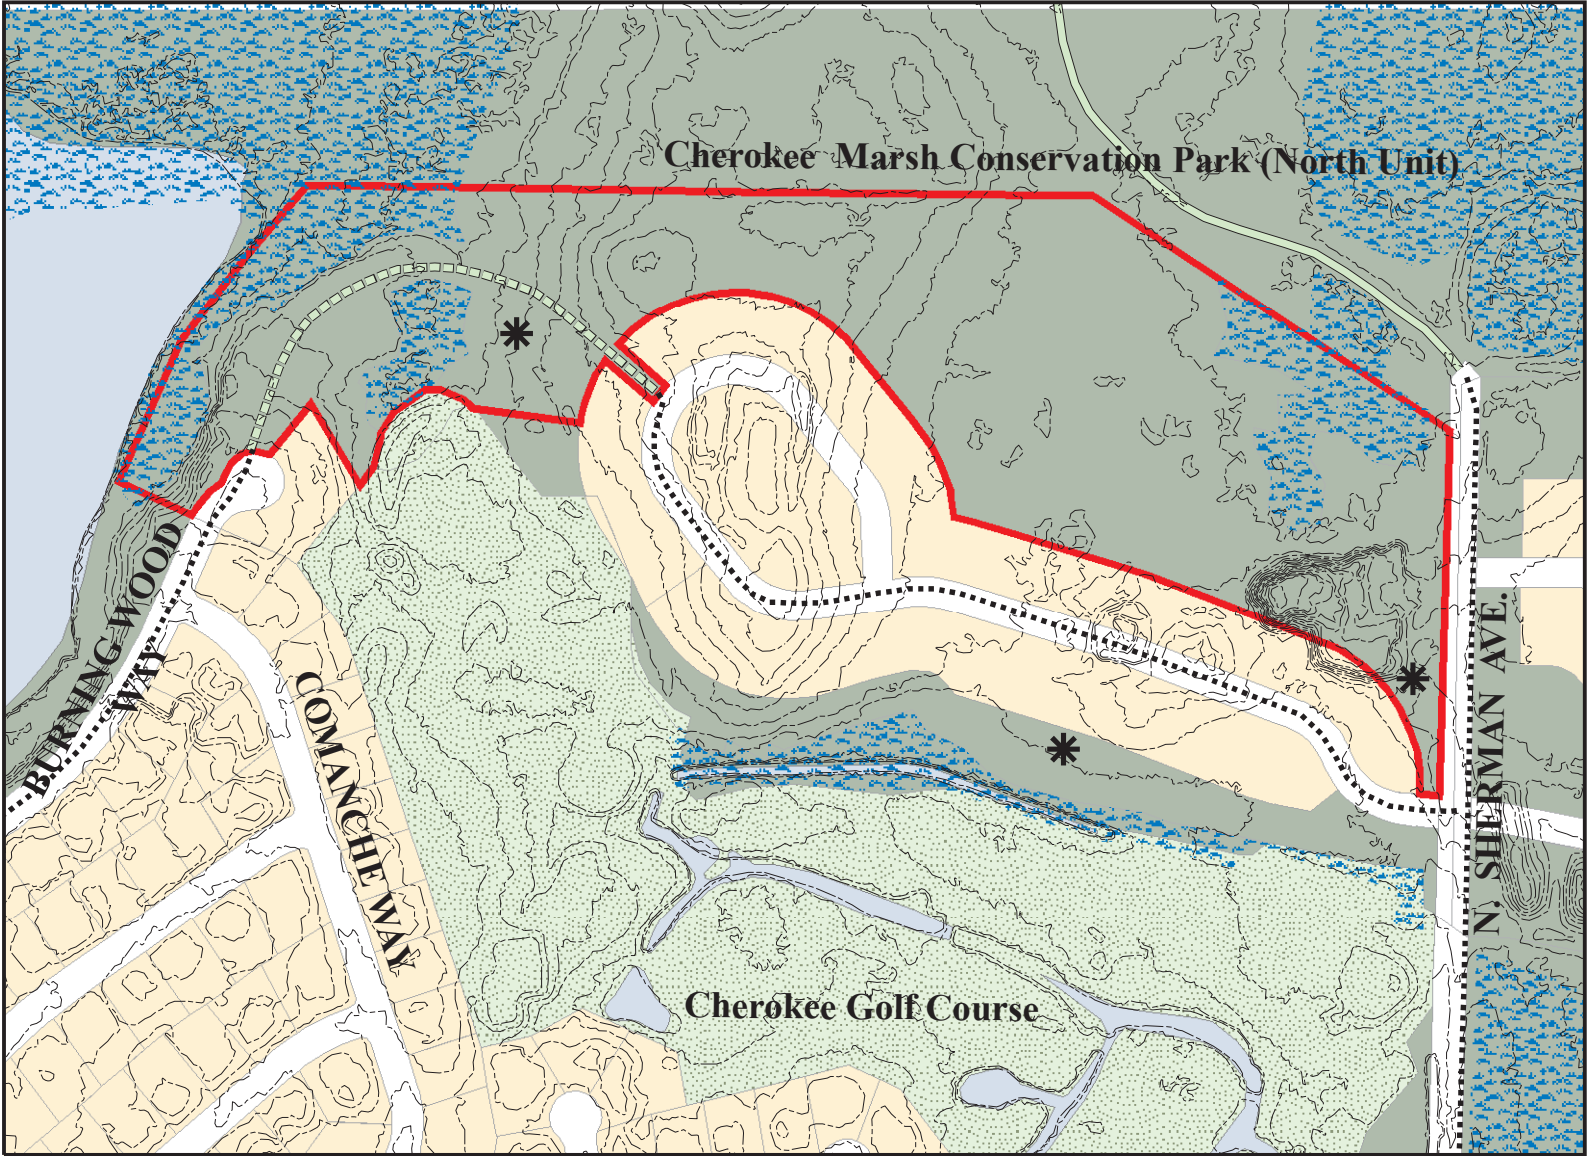 Cherokee Marsh Conservation Park (North Unit)
BURNING WOOD
WAY
COMANCHE WAY
N. SHERMAN AVE.
Cherokee Golf Course